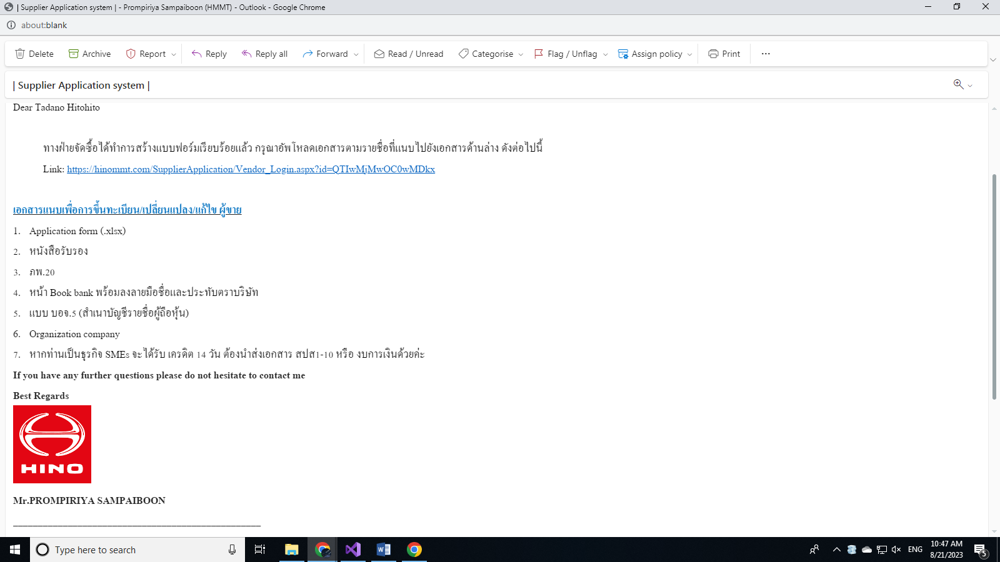 | Supplier Application system | - Prompiriya Sampaiboon (HMMT) - Outlook - Google Chrome
about:blank
Delete Archive Report Reply Reply all Forward Read / Unread Categorise Flag / Unflag Assign policy Print ...
| Supplier Application system |
Dear Tadano Hitohito
ทางฝ่ายจัดซื้อได้ทำการสร้างแบบฟอร์มเรียบร้อยแล้ว กรุณาอัพโหลดเอกสารตามรายชื่อที่แนบไปยังเอกสารด้านล่าง ดังต่อไปนี้
Link: https://hinommt.com/SupplierApplication/Vendor_Login.aspx?id=QTIwMjMwOC0wMDkx
เอกสารแนบเพื่อการขึ้นทะเบียน/เปลี่ยนแปลง/แก้ไข ผู้ขาย
1. Application form (.xlsx)
2. หนังสือรับรอง
3. ภพ.20
4. หน้า Book bank พร้อมลงลายมือชื่อและประทับตราบริษัท
5. แบบ บอจ.5 (สำเนาบัญชีรายชื่อผู้ถือหุ้น)
6. Organization company
7. หากท่านเป็นธุรกิจ SMEs จะได้รับ เครดิต 14 วัน ต้องนำส่งเอกสาร สปส1-10 หรือ งบการเงินด้วยค่ะ
If you have any further questions please do not hesitate to contact me
Best Regards
HINO
Mr.PROMPIRIYA SAMPAIBOON
Type here to search
ENG
10:47 AM
8/21/2023
5